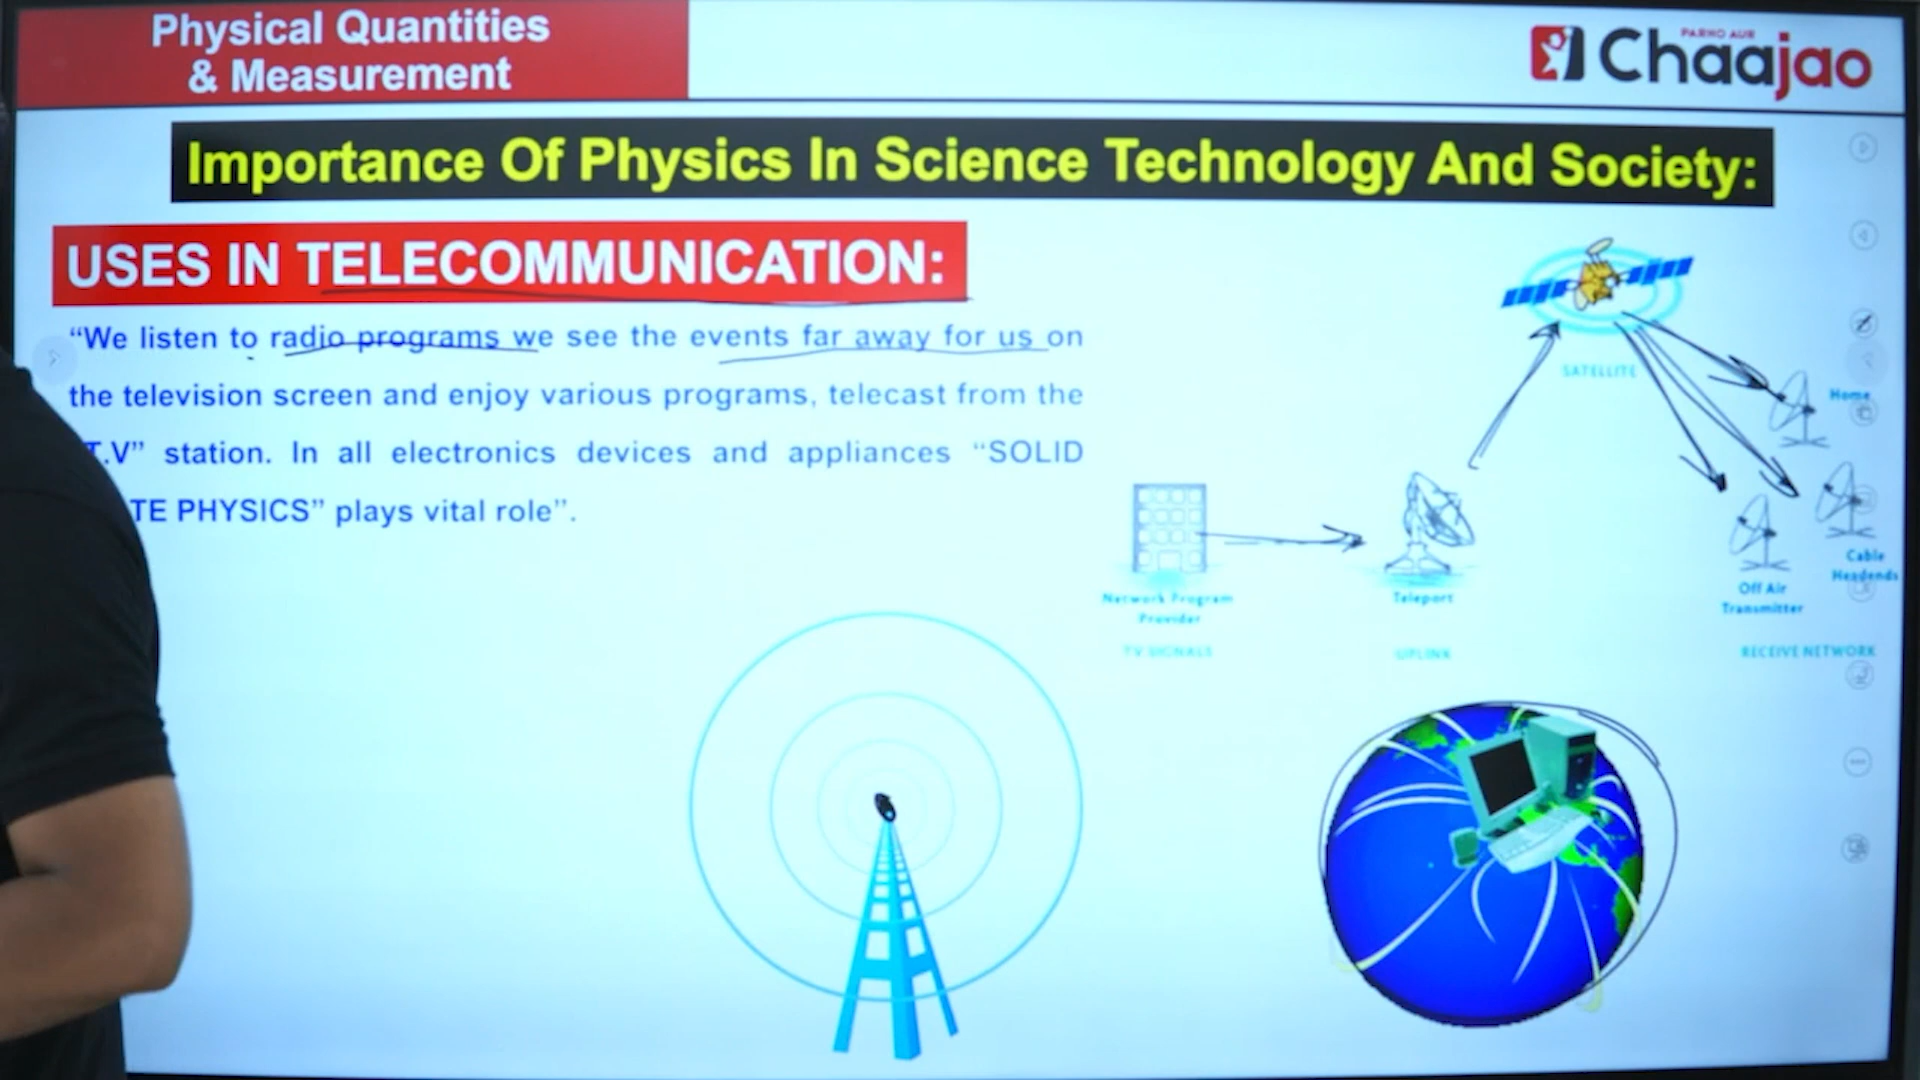 Physical Quantities
& Measurement
PARHO AUR
Chaajao
Importance Of Physics In Science Technology And Society:
USES IN TELECOMMUNICATION:
“We listen to radio programs we see the events far away for us on
the television screen and enjoy various programs, telecast from the
T.V” station. In all electronics devices and appliances “SOLID
TE PHYSICS” plays vital role”.
SATELLITE
Home
Cable
Headends
Network Program
Provider
Teleport
Off Air
Transmitter
TV SIGNALS
UPLINK
RECEIVE NETWORK